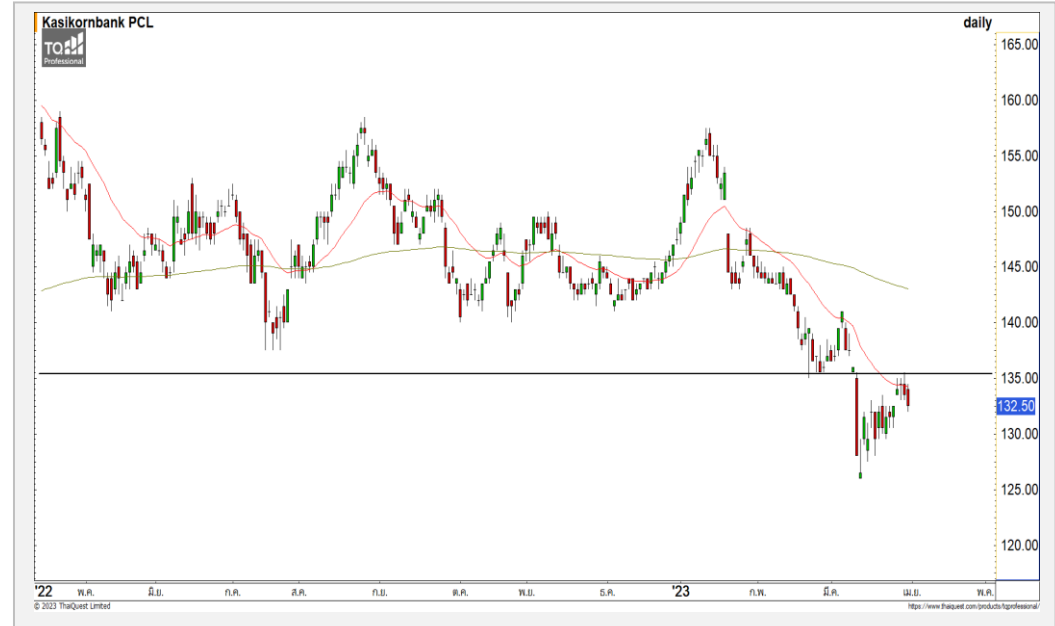 Kasikornbank PCL daily
TQ
Professional
165.00
160.00
155.00
150.00
145.00
140.00
135.00
132.50
130.00
125.00
120.00
'22 พ.ค. มิ.ย. ก.ค. ส.ค. ก.ย. ต.ค. พ.ย. ธ.ค. '23 ก.พ. มี.ค. เม.ย. พ.ค.
© 2023 ThaiQuest Limited https://www.thaiquest.com/products/tqprofessional/